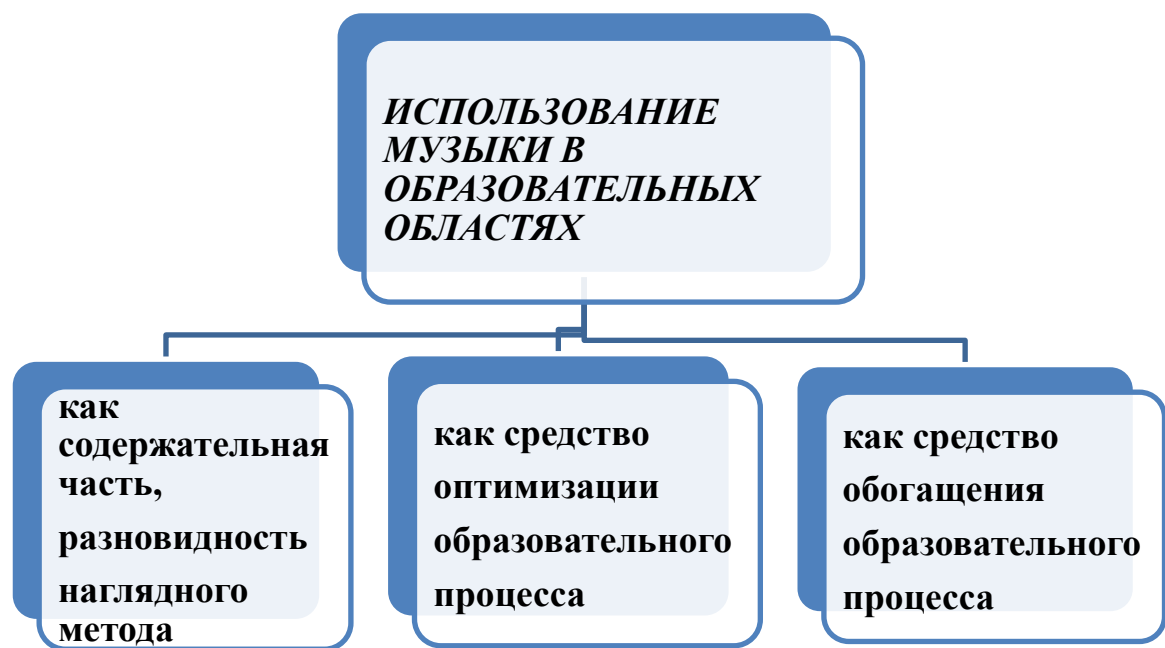 ИСПОЛЬЗОВАНИЕ
МУЗЫКИ В
ОБРАЗОВАТЕЛЬНЫХ
ОБЛАСТЯХ
как
содержательная
часть,
разновидность
наглядного
метода
как средство
оптимизации
образовательного
процесса
как средство
обогащения
образовательного
процесса